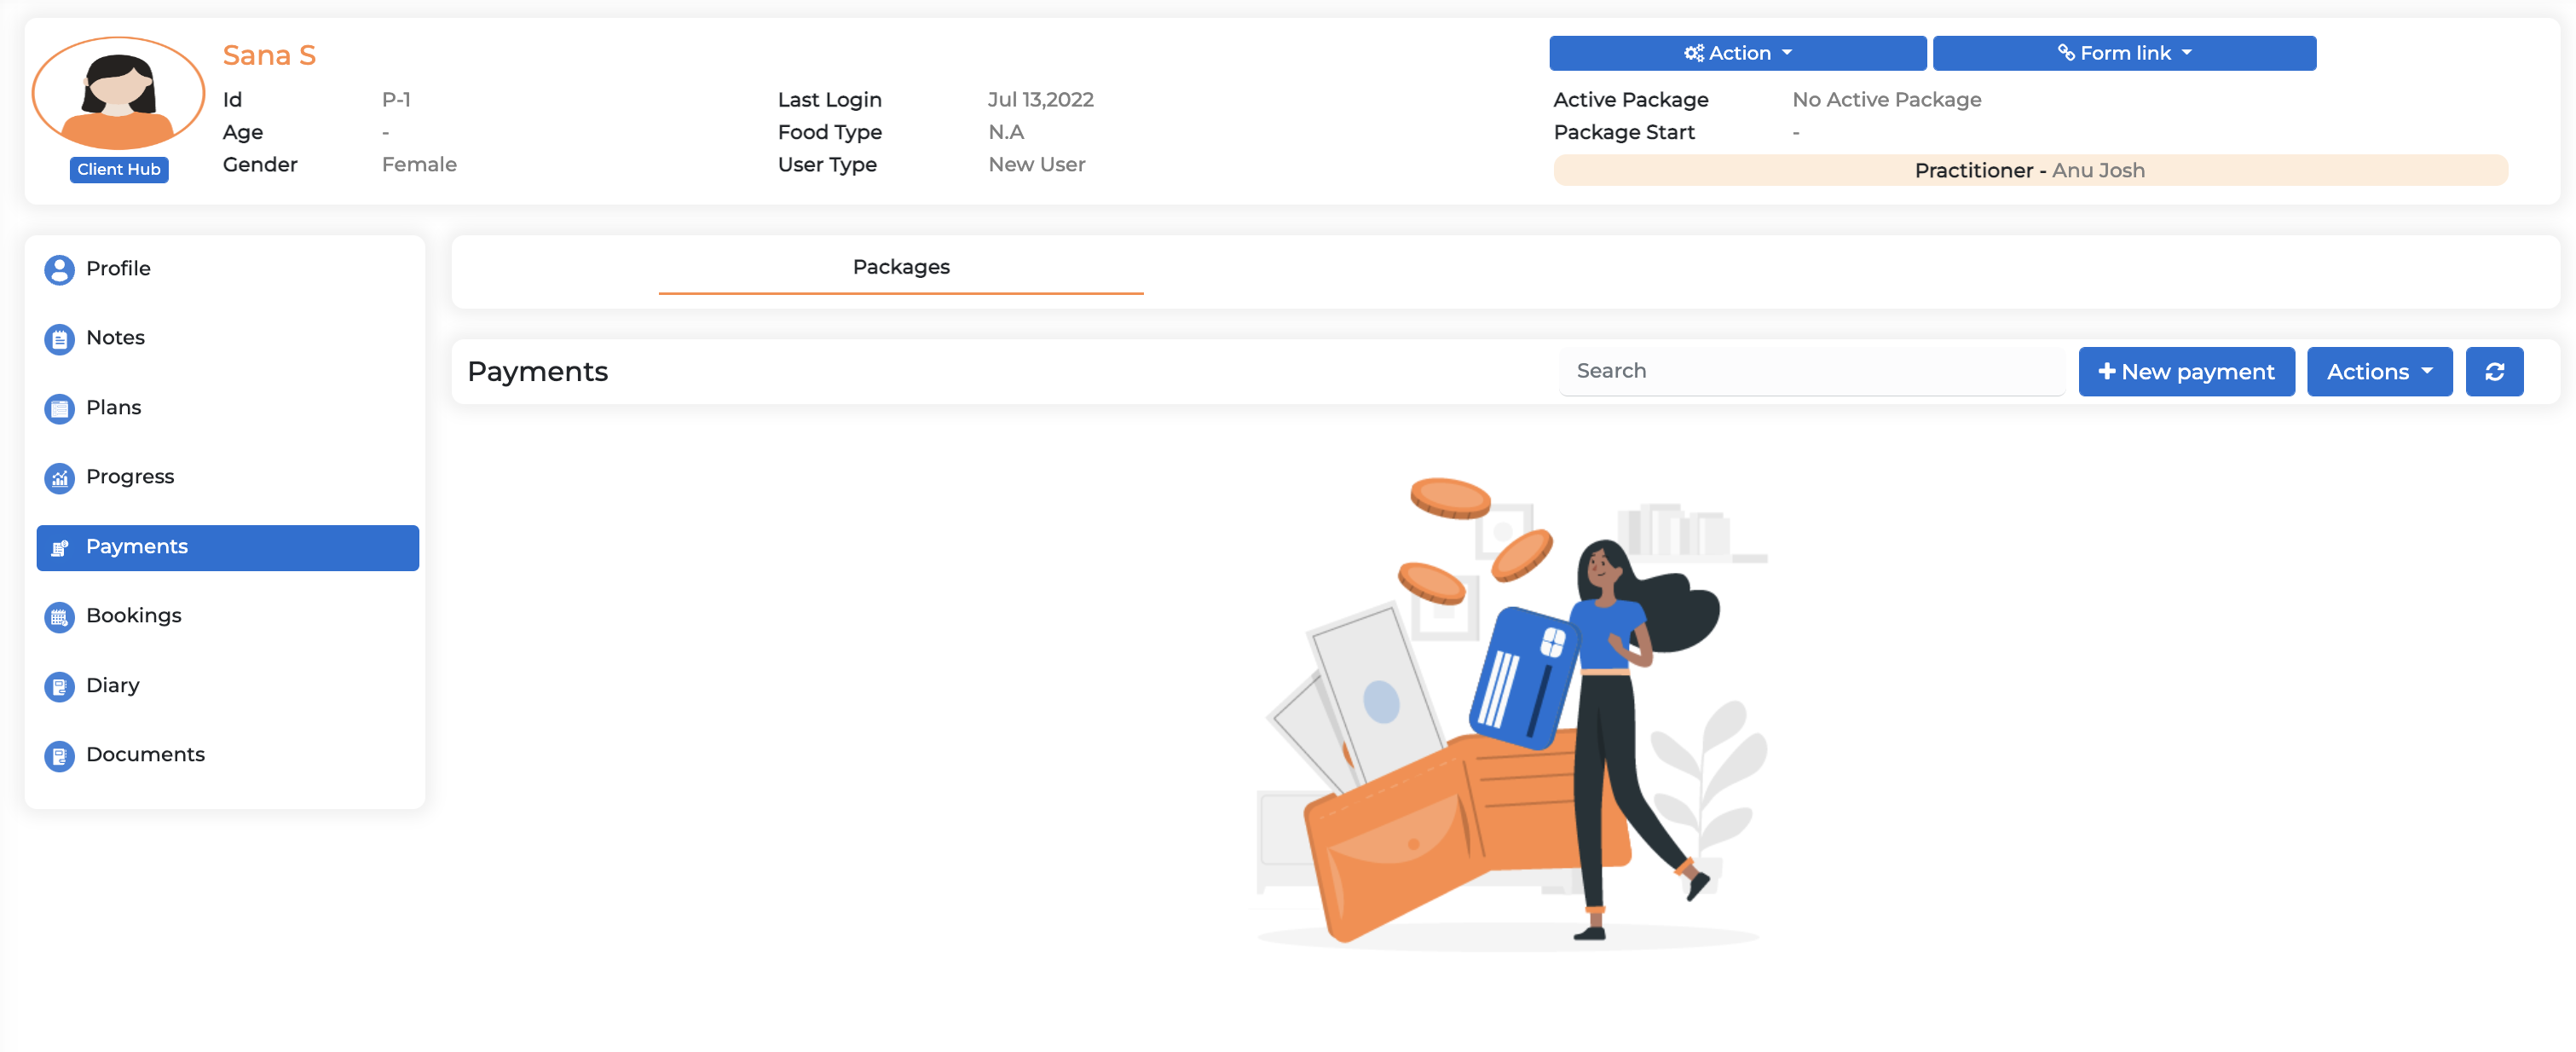 Sana S
Action
Form link
Id P-1
Last Login Jul 13,2022
Active Package No Active Package
Age -
Food Type N.A
Package Start -
Gender Female
User Type New User
Practitioner - Anu Josh
Client Hub
Profile
Notes
Plans
Progress
Payments
Bookings
Diary
Documents
Packages
Payments
Search
New payment
Actions